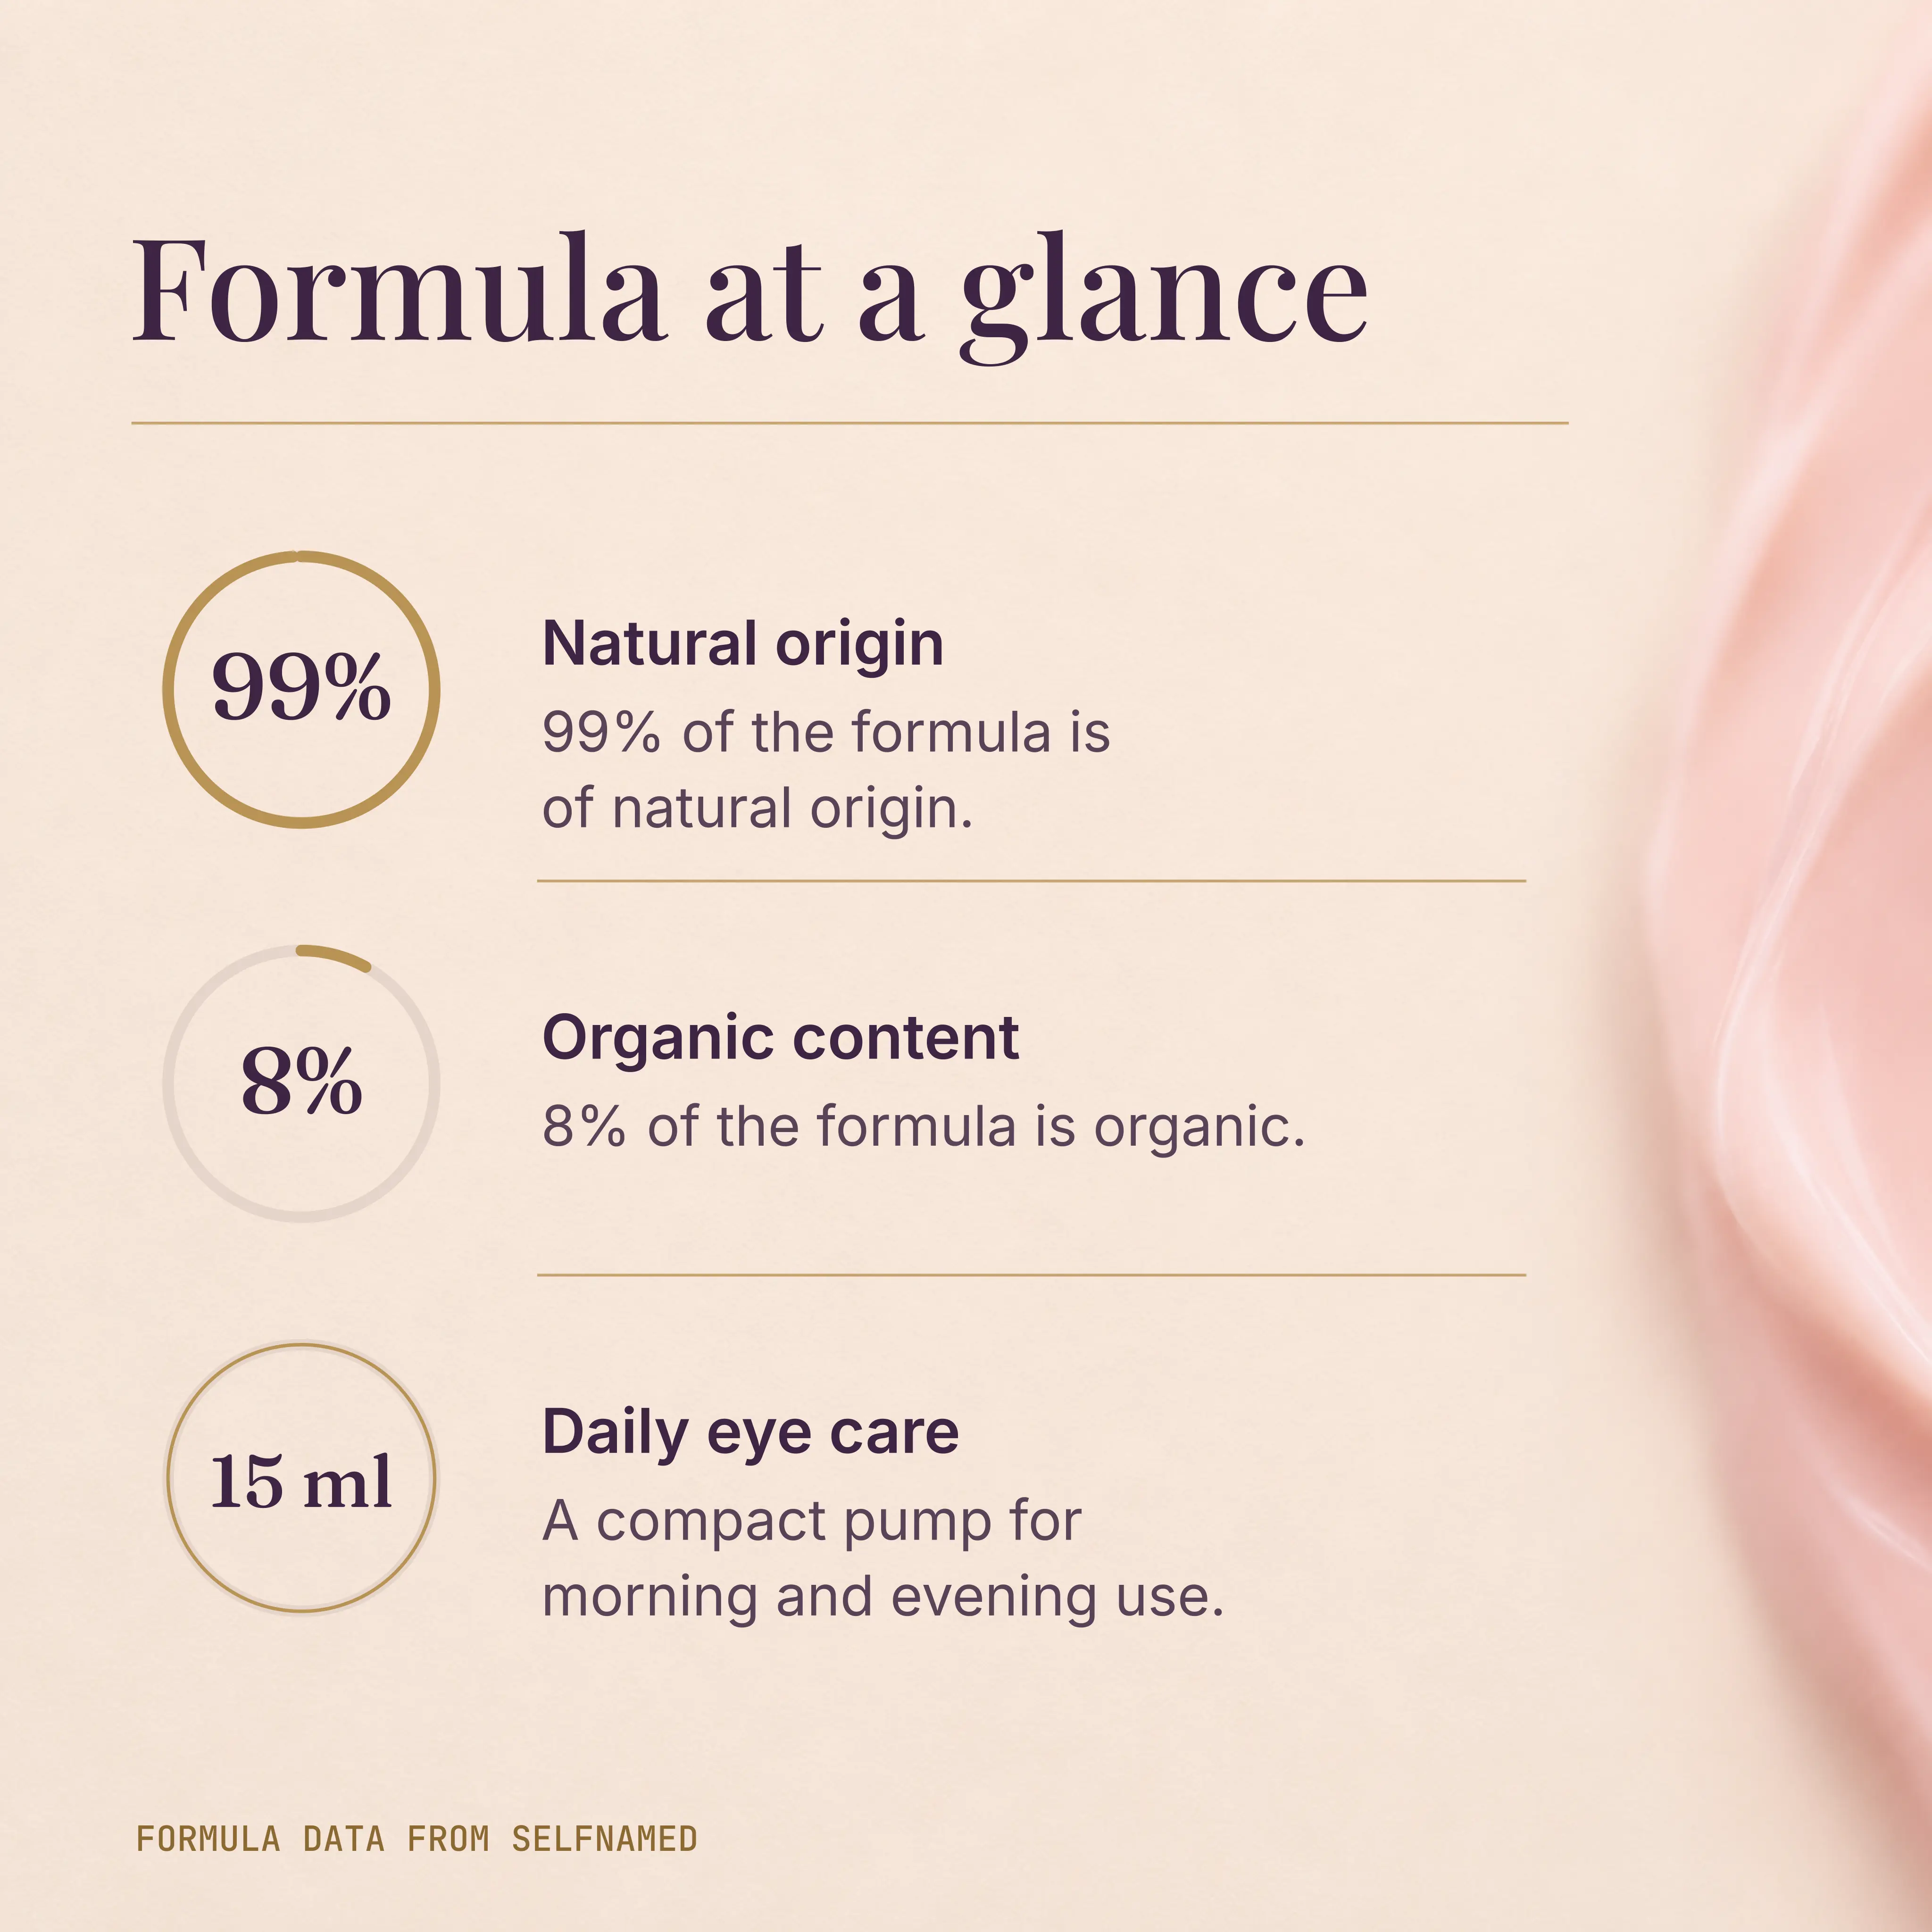 Formula at a glance
99%
Natural origin
99% of the formula is
of natural origin.
8%
Organic content
8% of the formula is organic.
15 ml
Daily eye care
A compact pump for
morning and evening use.
FORMULA DATA FROM SELFNAMED